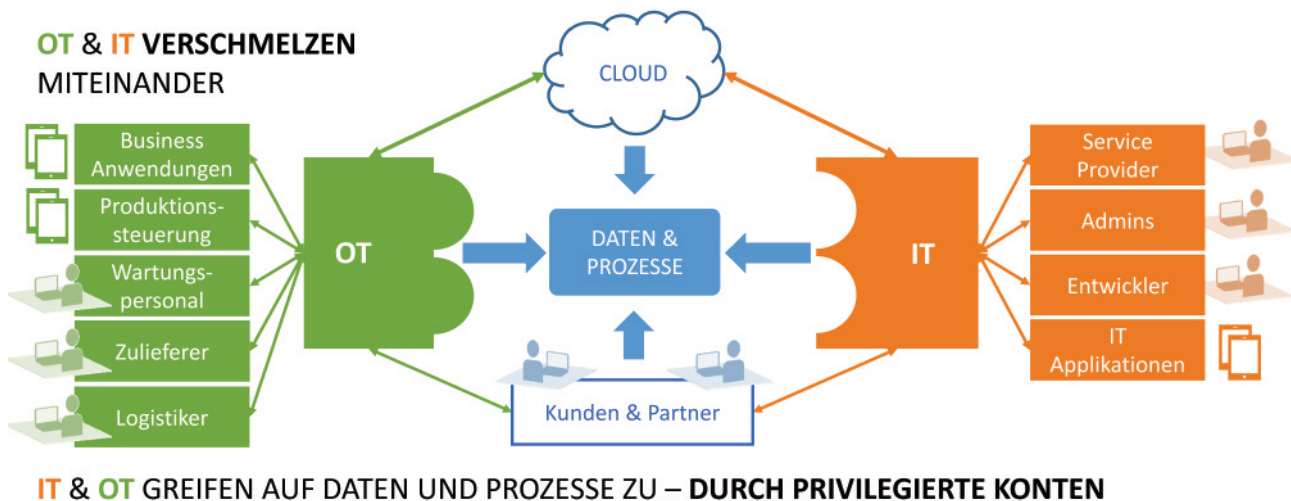 OT & IT VERSCHMELZEN
MITEINANDER
CLOUD
Business
Anwendungen
Produktions-
steuerung
Wartungs-
personal
Zulieferer
Logistiker
OT
DATEN &
PROZESSE
IT
Service
Provider
Admins
Entwickler
IT
Applikationen
Kunden & Partner
IT & OT GREIFEN AUF DATEN UND PROZESSE ZU – DURCH PRIVILEGIERTE KONTEN